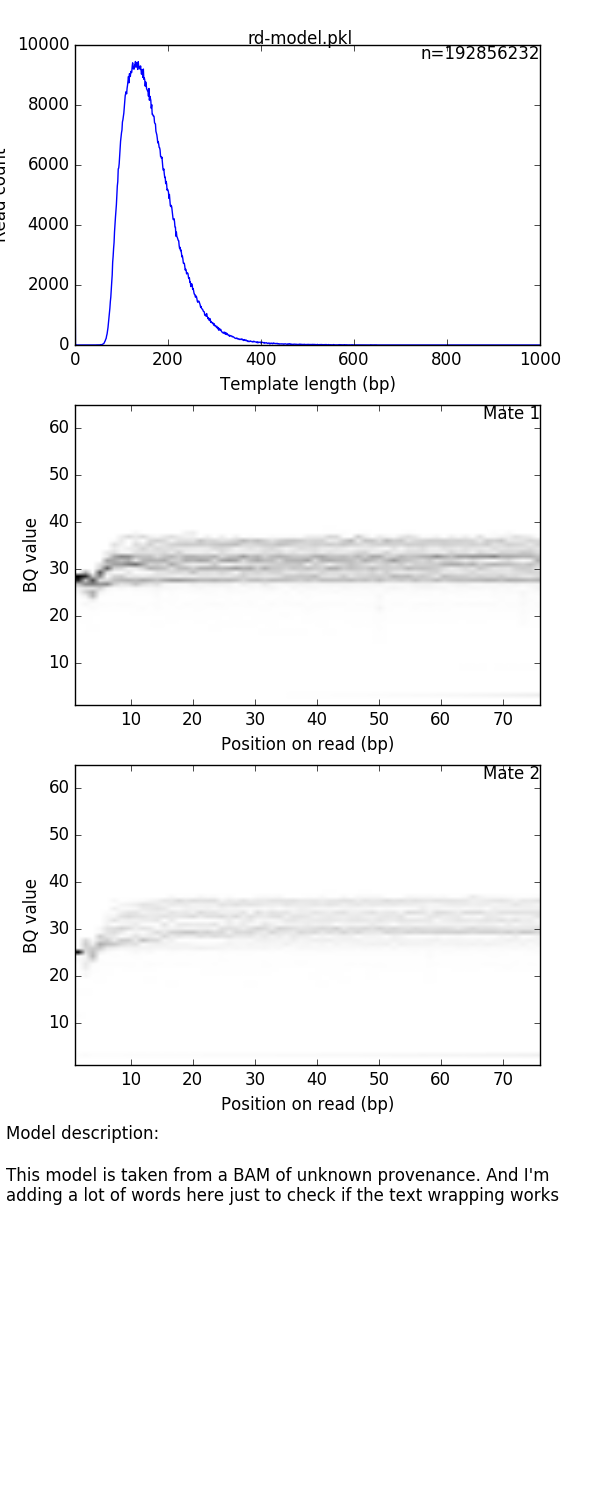 rd-model.pkl
n=192856232
10000
8000
6000
4000
2000
0
count
0 200 400 600 800 1000
Template length (bp)
Mate 1
60
50
40
30
20
10
BQ value
10 20 30 40 50 60 70
Position on read (bp)
Mate 2
60
50
40
30
20
10
BQ value
10 20 30 40 50 60 70
Position on read (bp)
Model description:
This model is taken from a BAM of unknown provenance. And I'm
adding a lot of words here just to check if the text wrapping works